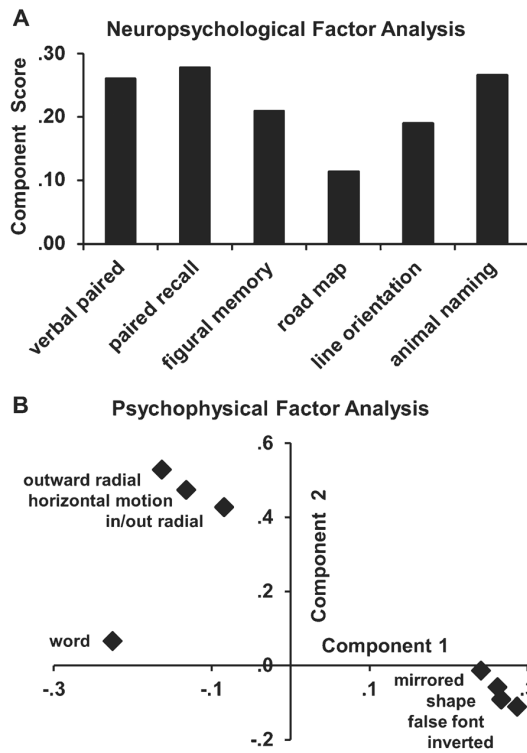 A
Neuropsychological Factor Analysis
Component Score
.30
.20
.10
.00
verbal paired
paired recall
figural memory
road map
line orientation
animal naming
B
Psychophysical Factor Analysis
.6
.4
.2
.0
-.2
Component 2
outward radial
horizontal motion
in/out radial
word
Component 1
-.3
-.1
.1
.3
mirrored
shape
false font
inverted